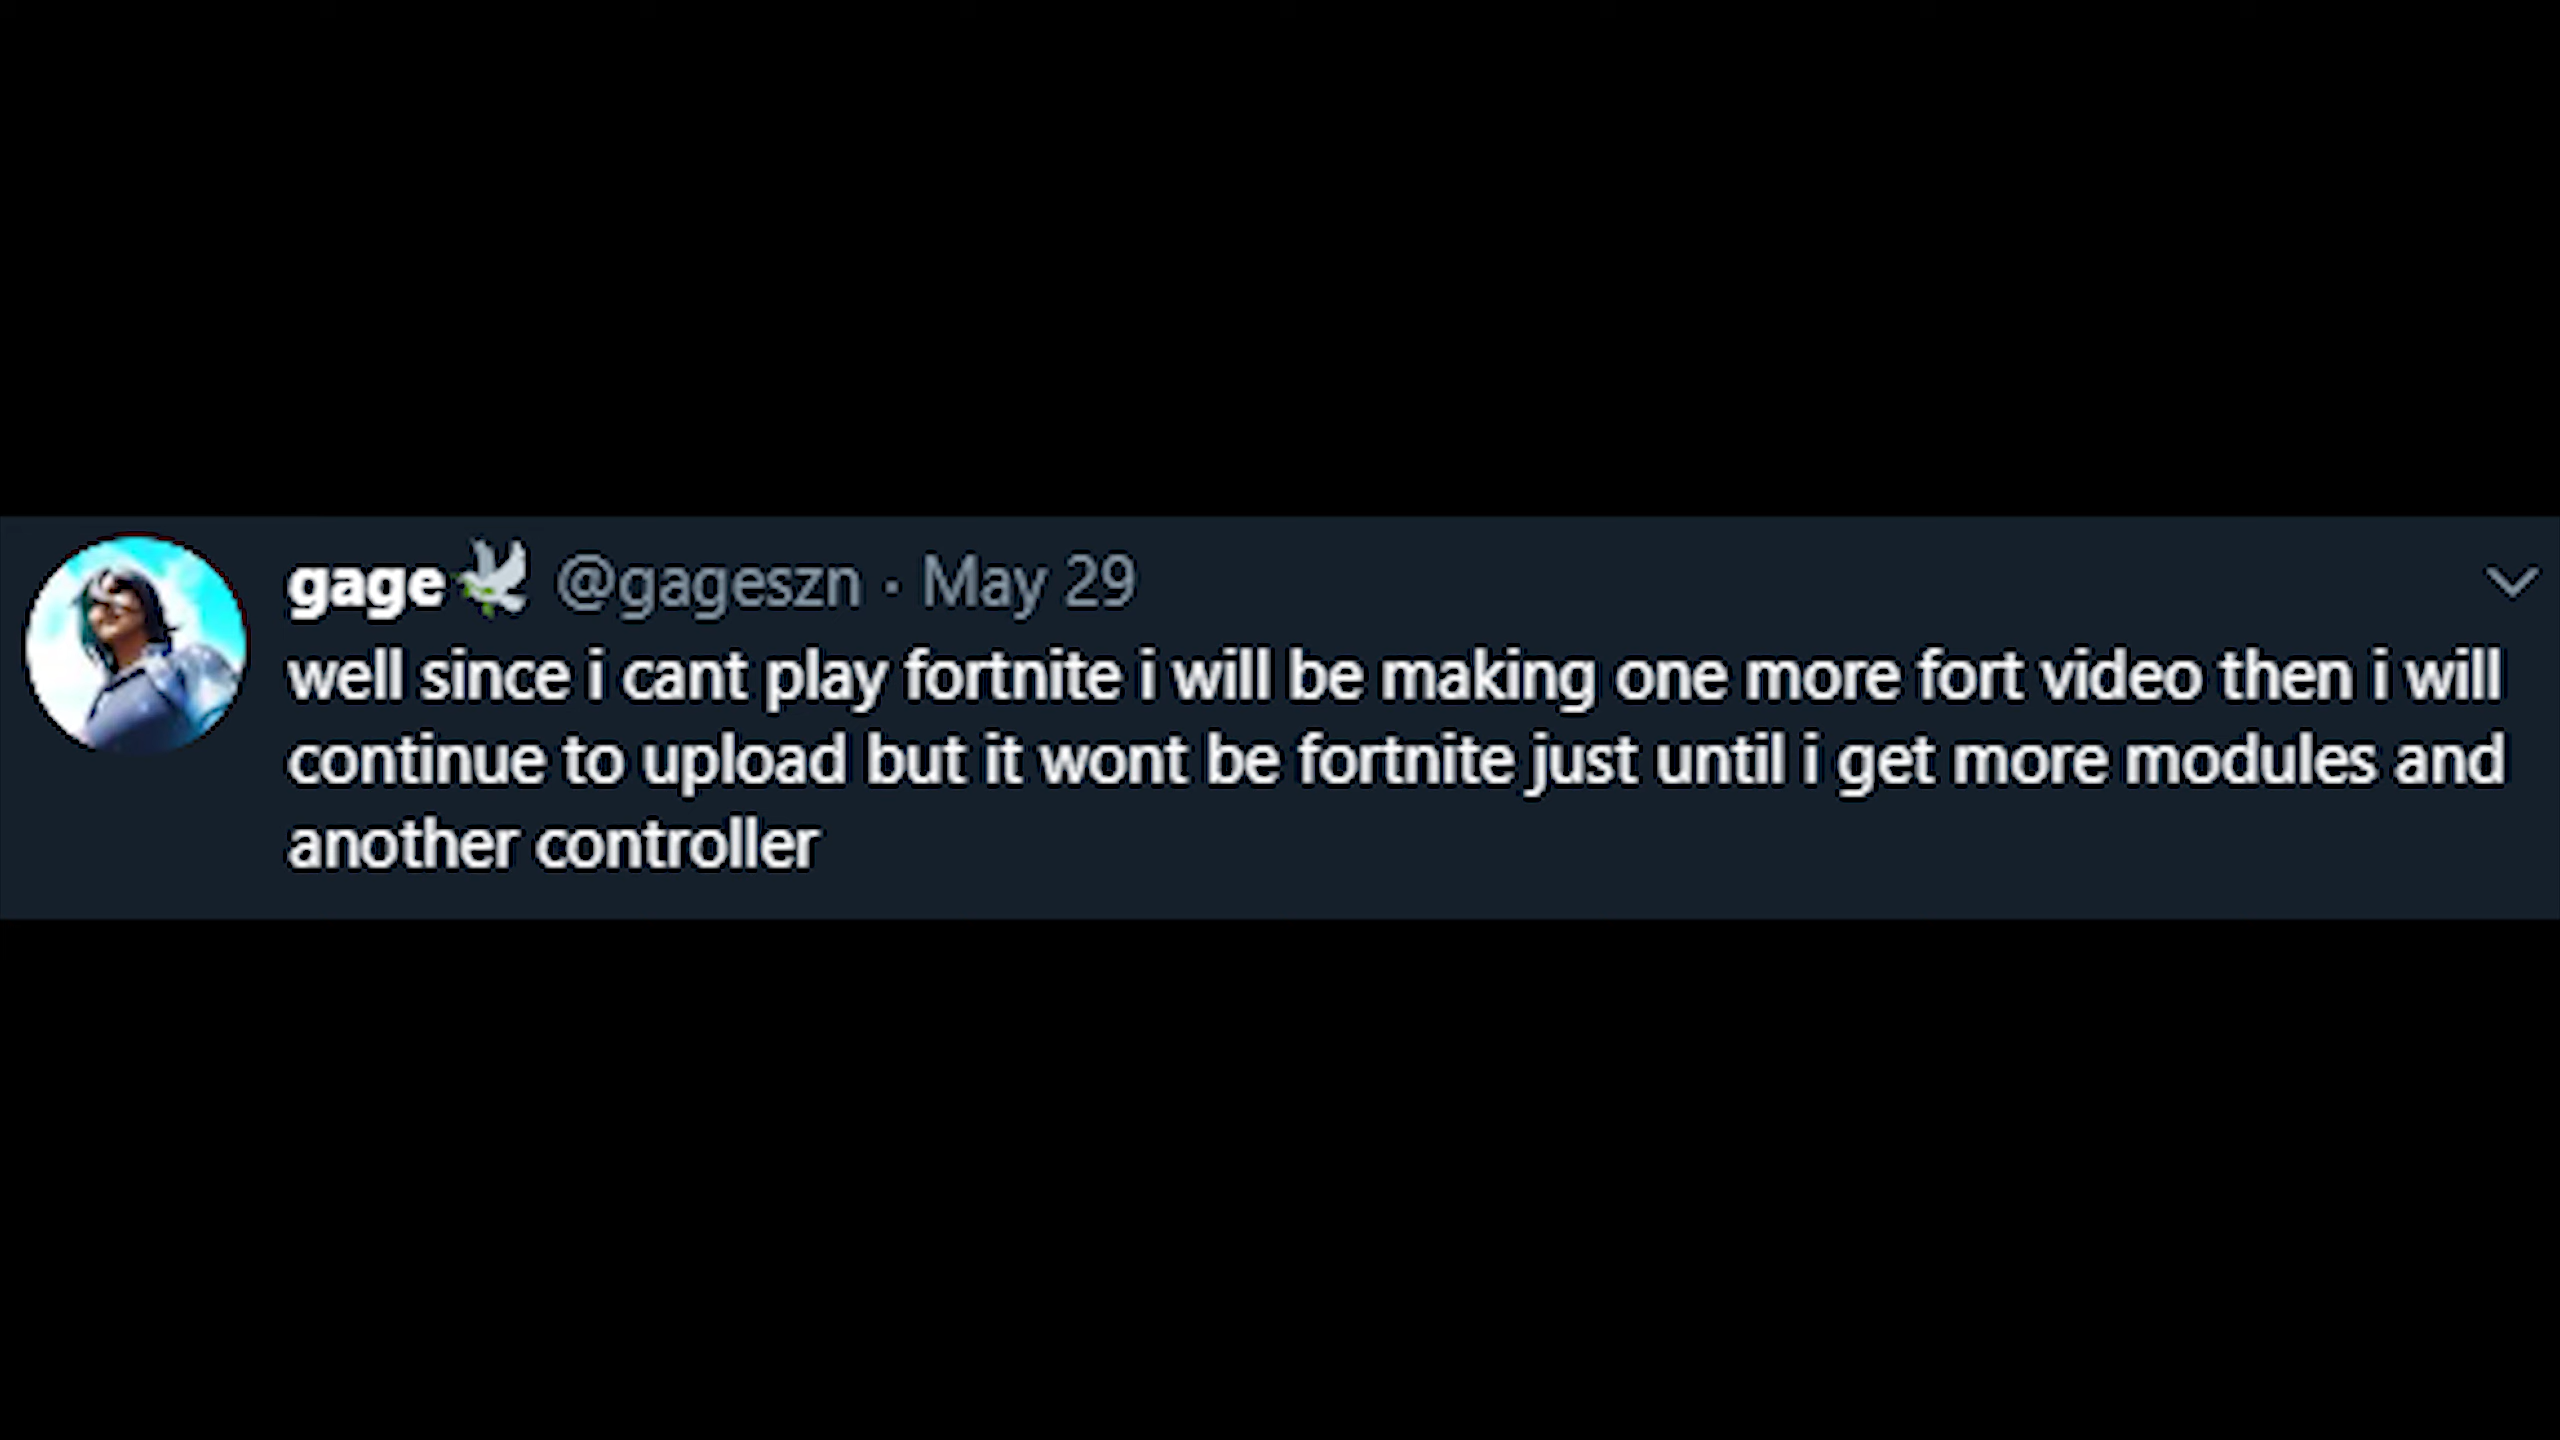 gage🕊 @gageszn · May 29
well since i cant play fortnite i will be making one more fort video then i will
continue to upload but it wont be fortnite just until i get more modules and
another controller